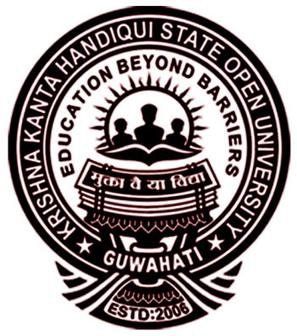 KRISHNA KANTA HANDIQUI STATE OPEN UNIVERSITY
EDUCATION BEYOND BARRIERS
मुक्ता वै या विद्या
GUWAHATI
ESTD:2006